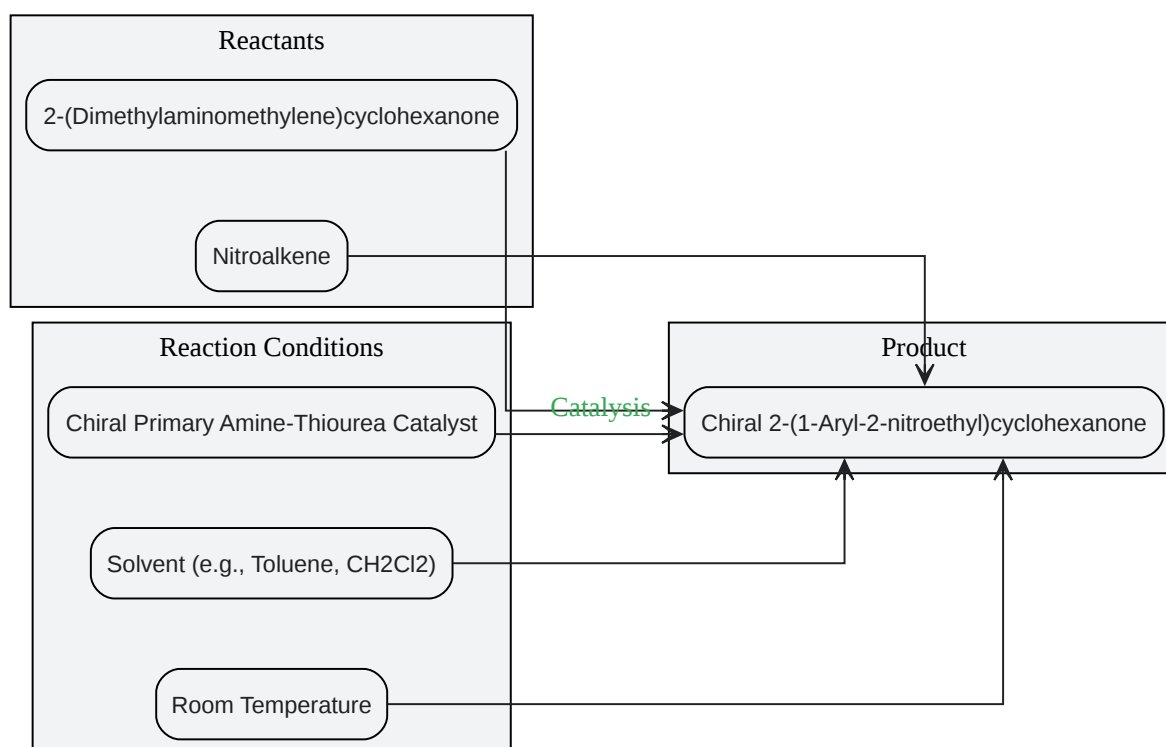 Reactants
2-(Dimethylaminomethylene)cyclohexanone
Nitroalkene
Reaction Conditions
Chiral Primary Amine-Thiourea Catalyst
Solvent (e.g., Toluene, CH2Cl2)
Room Temperature
Catalysis
Product
Chiral 2-(1-Aryl-2-nitroethyl)cyclohexanone